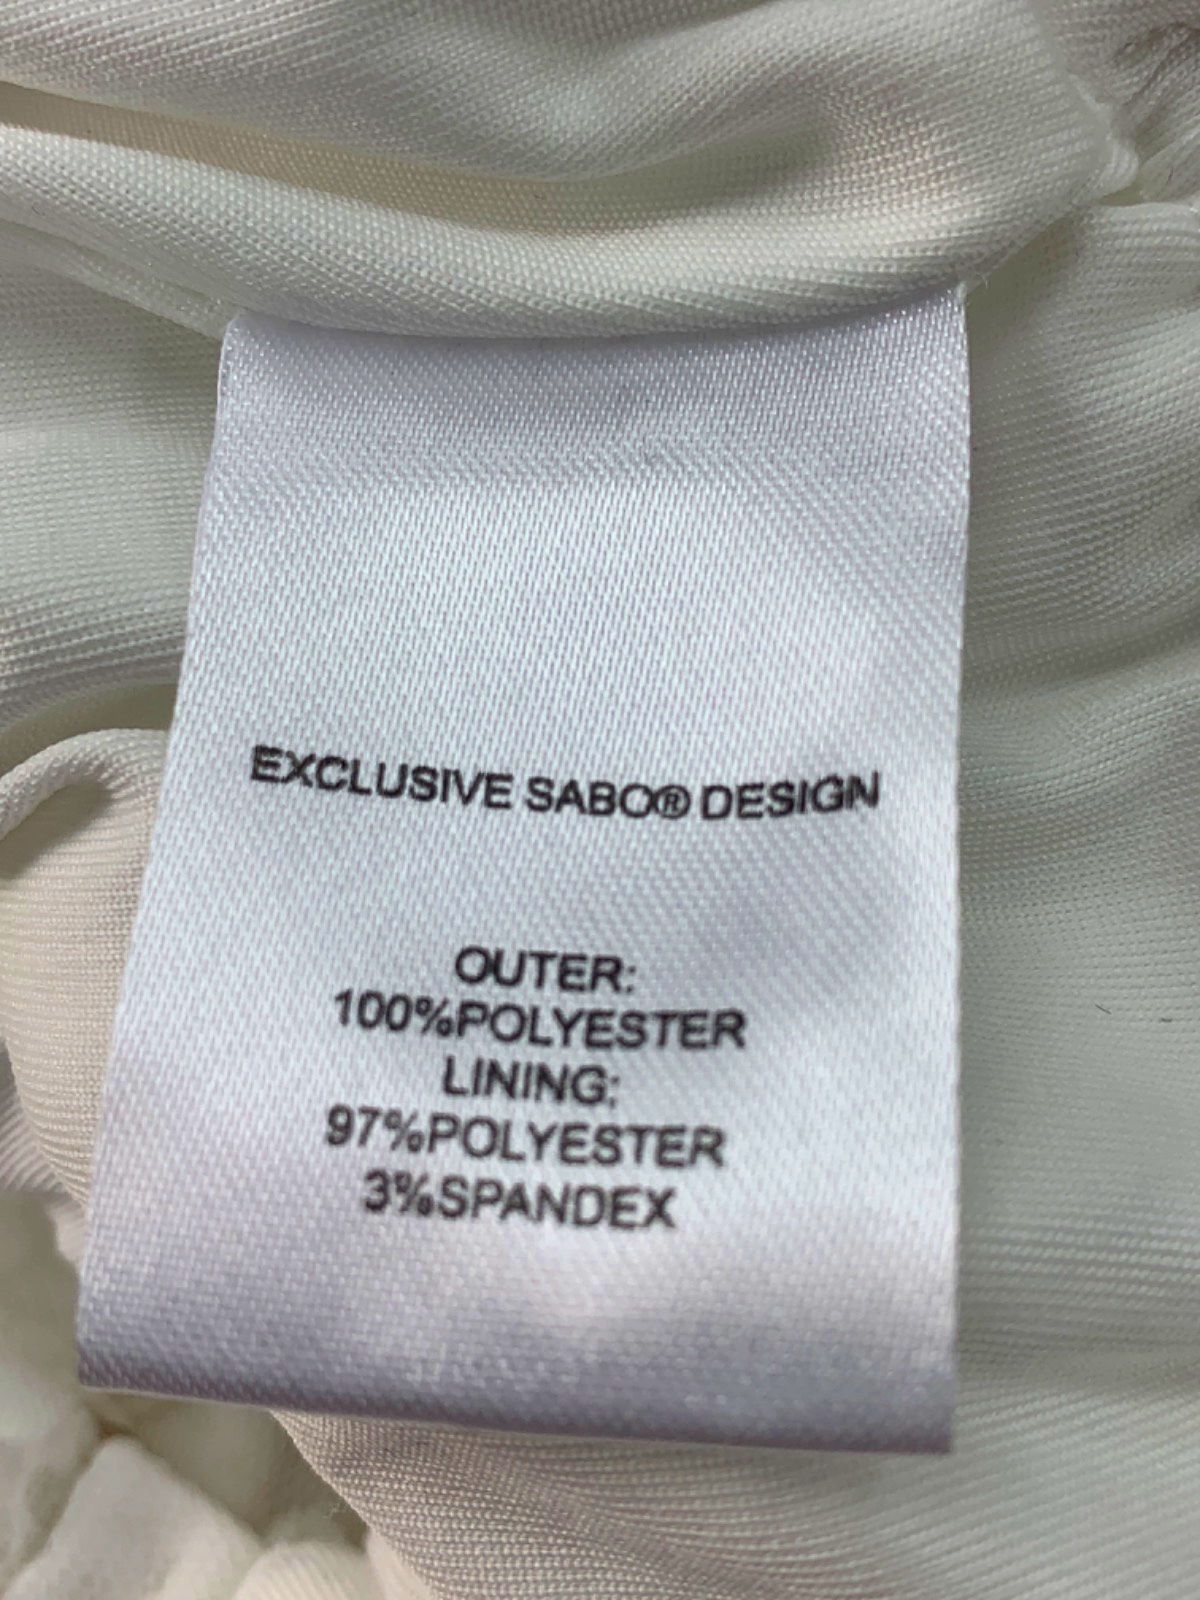 EXCLUSIVE SABO® DESIGN
OUTER:
100%POLYESTER
LINING:
97%POLYESTER
3%SPANDEX